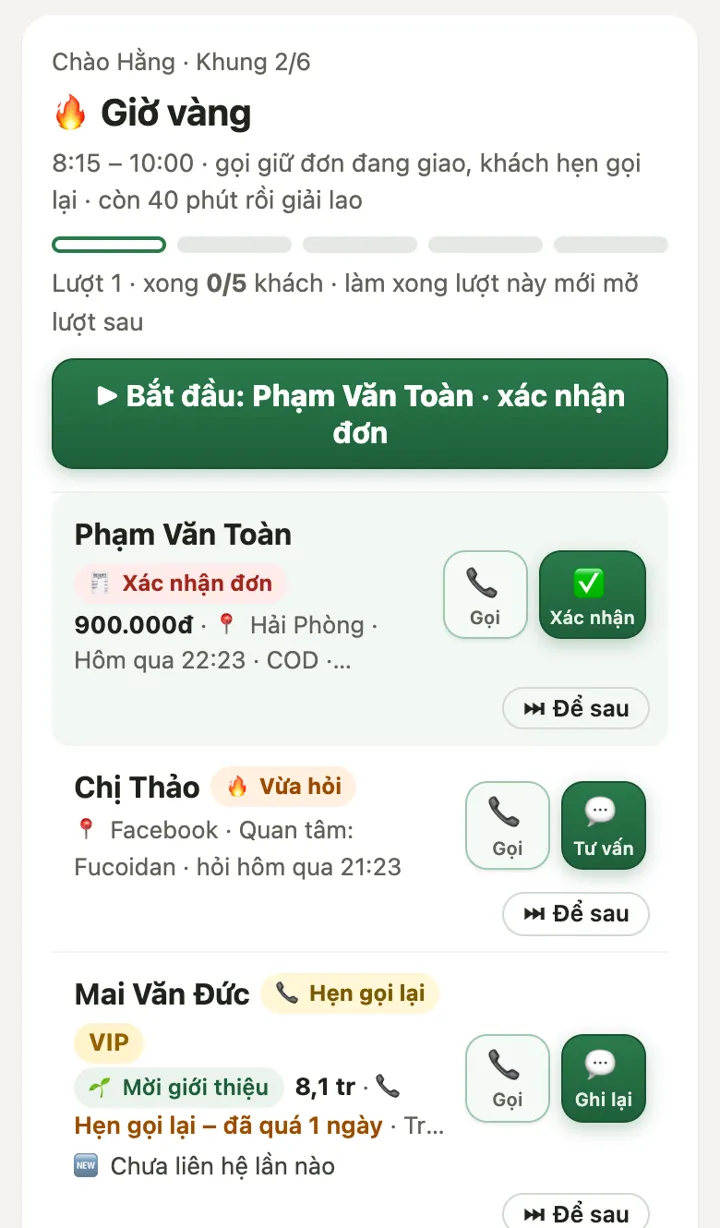 Chào Hằng · Khung 2/6
🔥 Giờ vàng
8:15 – 10:00 · gọi giữ đơn đang giao, khách hẹn gọi
lại · còn 40 phút rồi giải lao
Lượt 1 · xong 0/5 khách · làm xong lượt này mới mở
lượt sau
▶ Bắt đầu: Phạm Văn Toàn · xác nhận
đơn
Phạm Văn Toàn
🧾 Xác nhận đơn
900.000đ · 📍 Hải Phòng ·
Hôm qua 22:23 · COD ·...
📞 Gọi
✅ Xác nhận
⏭ Để sau
Chị Thảo 🔥 Vừa hỏi
📍 Facebook · Quan tâm:
Fucoidan · hỏi hôm qua 21:23
📞 Gọi
💬 Tư vấn
⏭ Để sau
Mai Văn Đức 📞 Hẹn gọi lại
VIP
🌱 Mời giới thiệu 8,1 tr · 📞
Hẹn gọi lại – đã quá 1 ngày · Tr...
🆕 Chưa liên hệ lần nào
📞 Gọi
💬 Ghi lại
⏭ Để sau